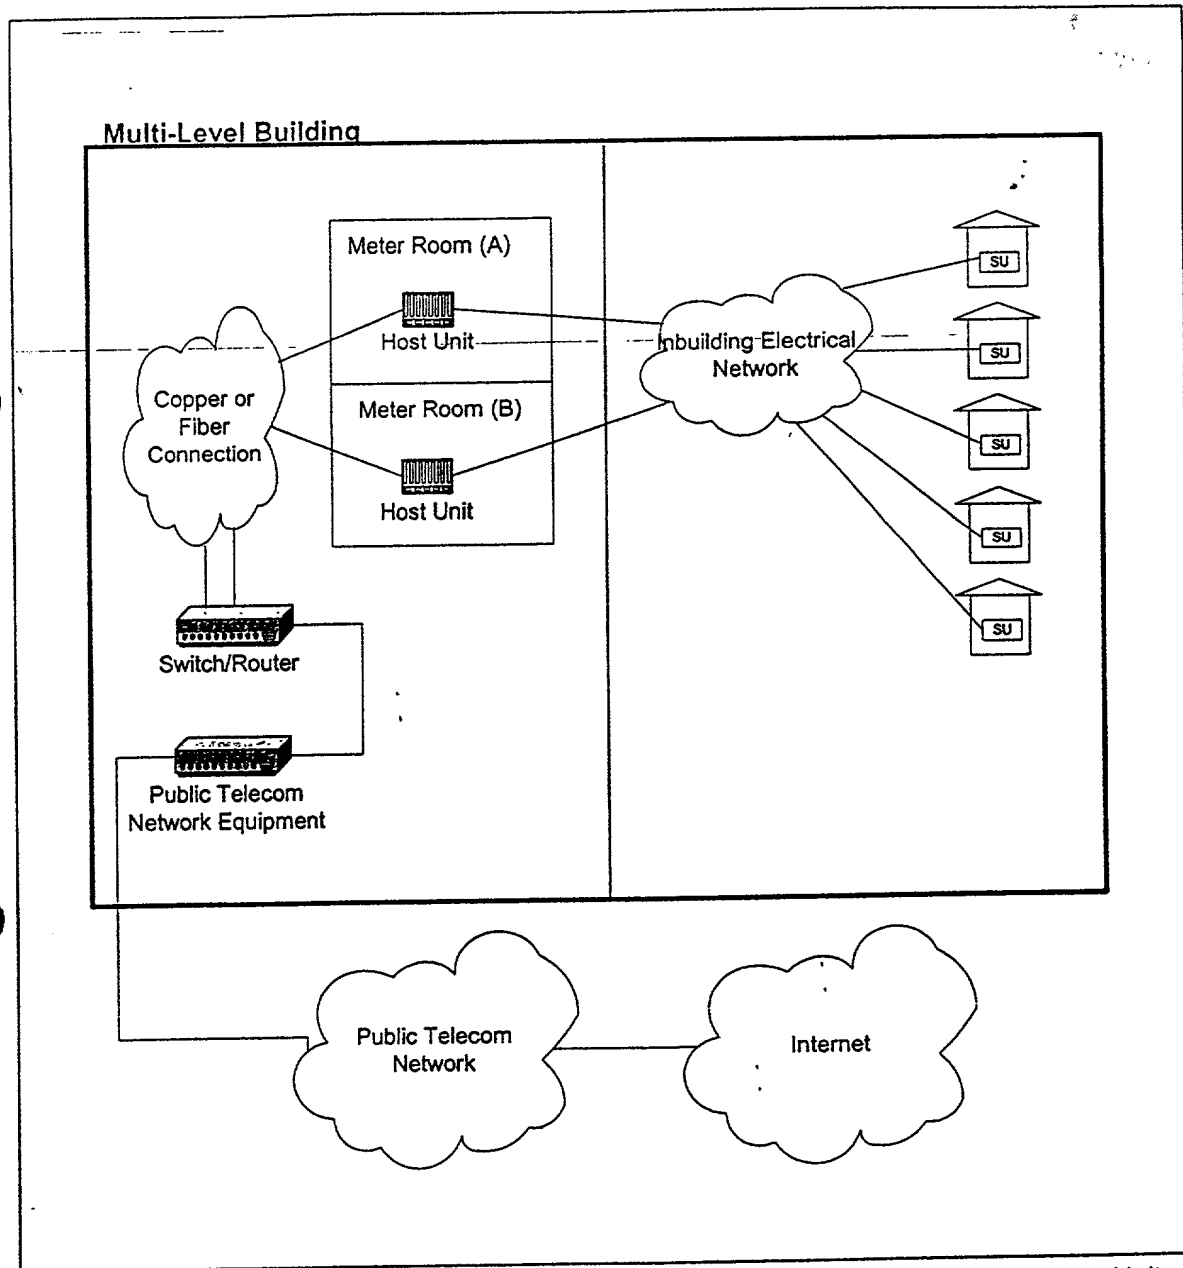 Multi-Level Building
Meter Room (A)
Host Unit
Meter Room (B)
Host Unit
Copper or
Fiber
Connection
Inbuilding Electrical
Network
SU
SU
SU
SU
SU
Switch/Router
Public Telecom
Network Equipment
Public Telecom
Network
Internet